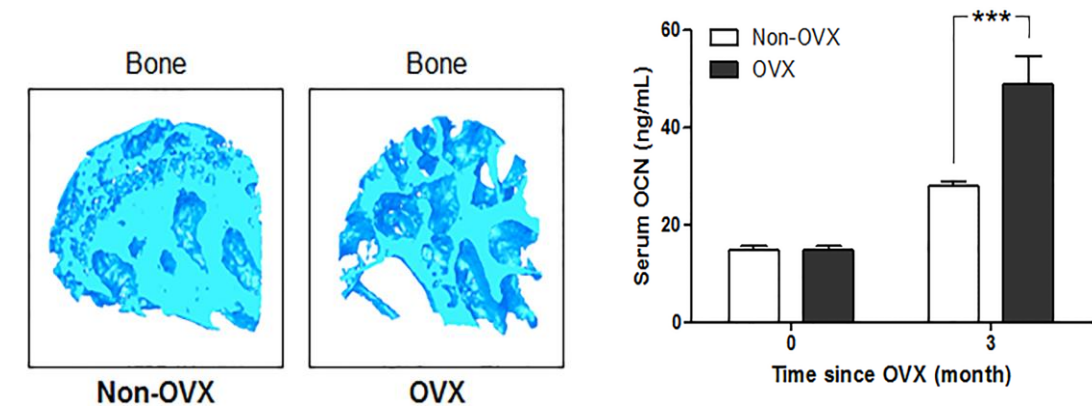 Bone
Non-OVX
Bone
OVX
***
60
40
20
0
Serum OCN (ng/mL)
Non-OVX
OVX
0
3
Time since OVX (month)